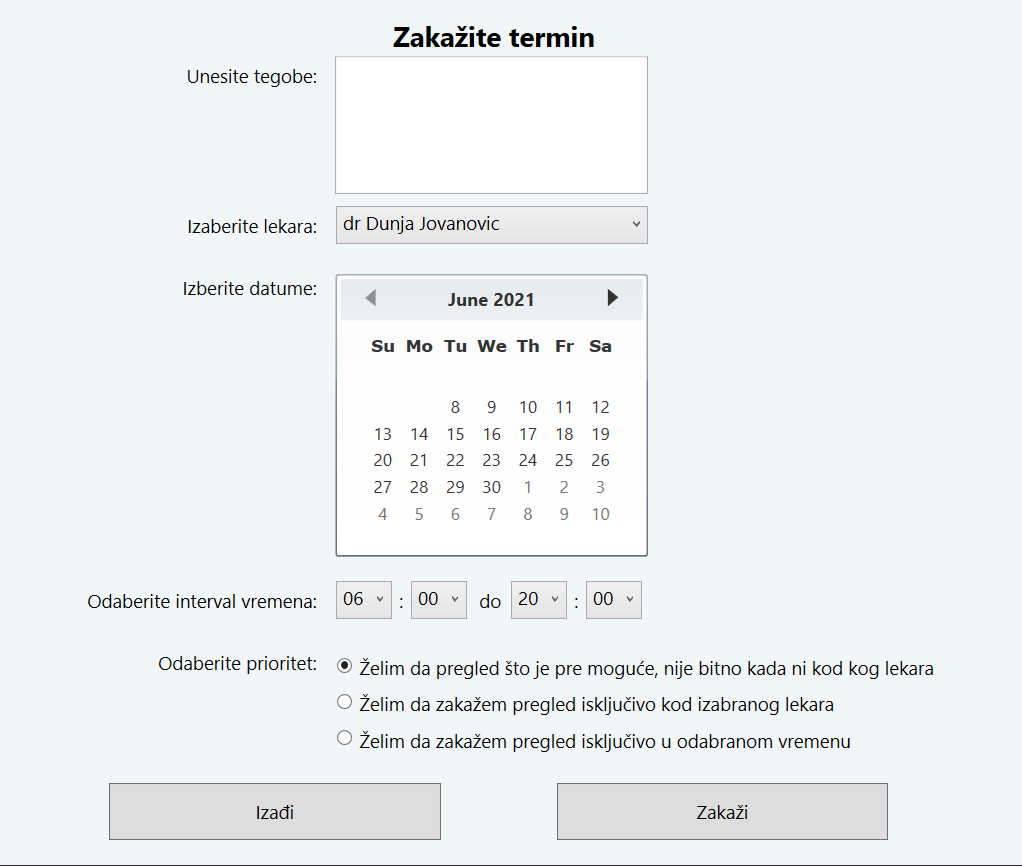 Zakažite termin
Unesite tegobe:
Izaberite lekara: dr Dunja Jovanovic
Izberite datume:
June 2021
Su Mo Tu We Th Fr Sa
8 9 10 11 12
13 14 15 16 17 18 19
20 21 22 23 24 25 26
27 28 29 30 1 2 3
4 5 6 7 8 9 10
Odaberite interval vremena: 06 : 00 do 20 : 00
Odaberite prioritet: Želim da pregled što je pre moguće, nije bitno kada ni kod kog lekara
Želim da zakažem pregled isključivo kod izabranog lekara
Želim da zakažem pregled isključivo u odabranom vremenu
Izađi Zakaži